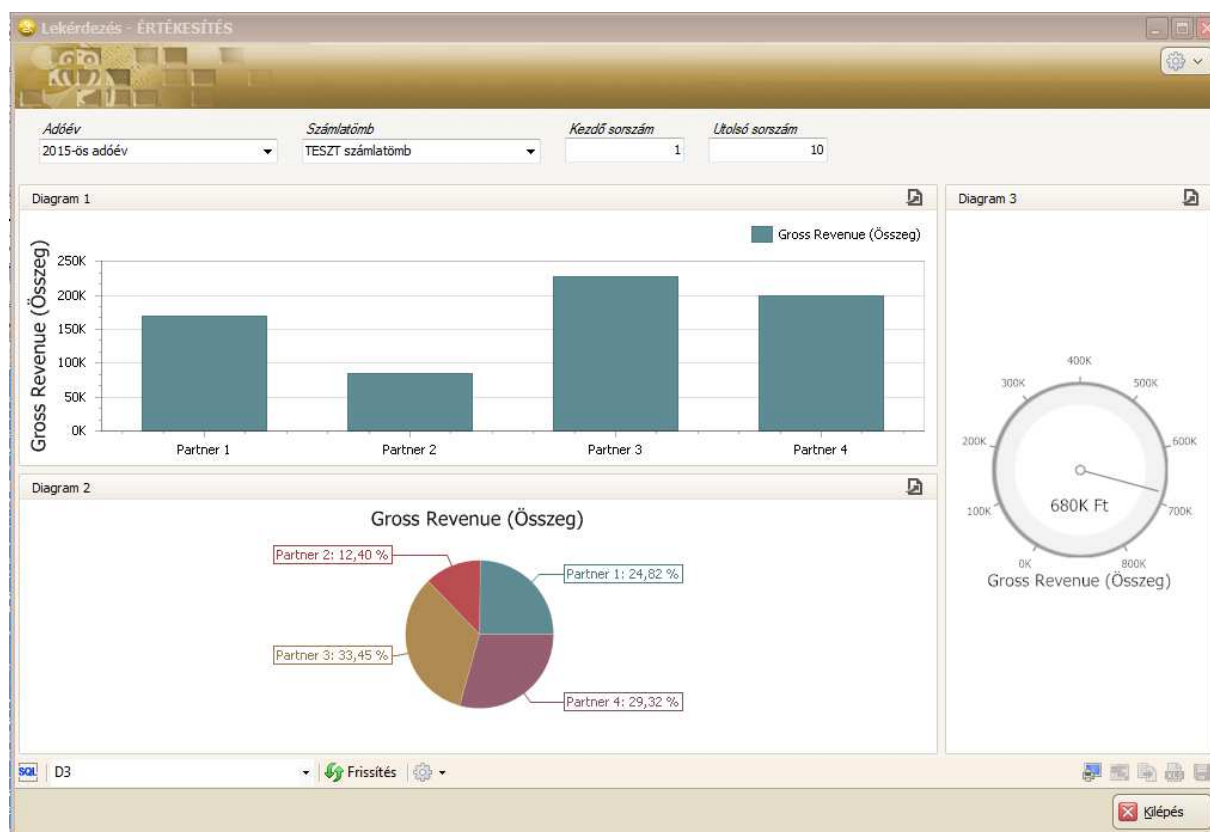 Lekérdezés - ÉRTÉKESÍTÉS
Adóév Számlatömb Kezdő sorszám Utolsó sorszám
2015-ös adóév TESZT számlatömb 1 10
Diagram 1
Gross Revenue (Összeg)
Gross Revenue (Összeg)
250K
200K
150K
100K
50K
0K
Partner 1 Partner 2 Partner 3 Partner 4
Diagram 2
Gross Revenue (Összeg)
Partner 2: 12,40 %
Partner 1: 24,82 %
Partner 3: 33,45 %
Partner 4: 29,32 %
Diagram 3
400K
300K 500K
200K 600K
680K Ft
100K 700K
0K 800K
Gross Revenue (Összeg)
SQL D3 Frissítés
Kilépés